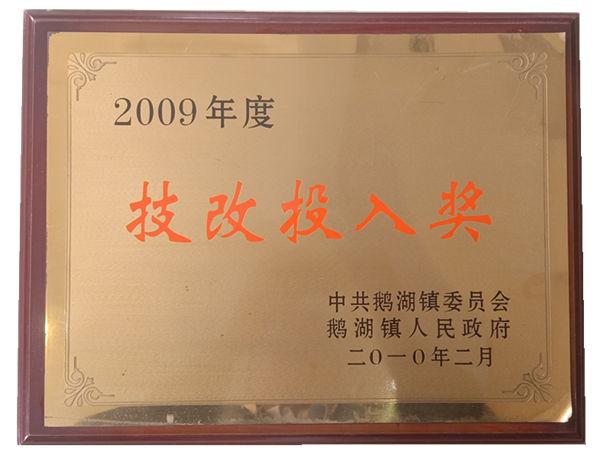 2009年度
技改投入奖
中共鹅湖镇委员会
鹅湖镇人民政府
二〇一〇年二月